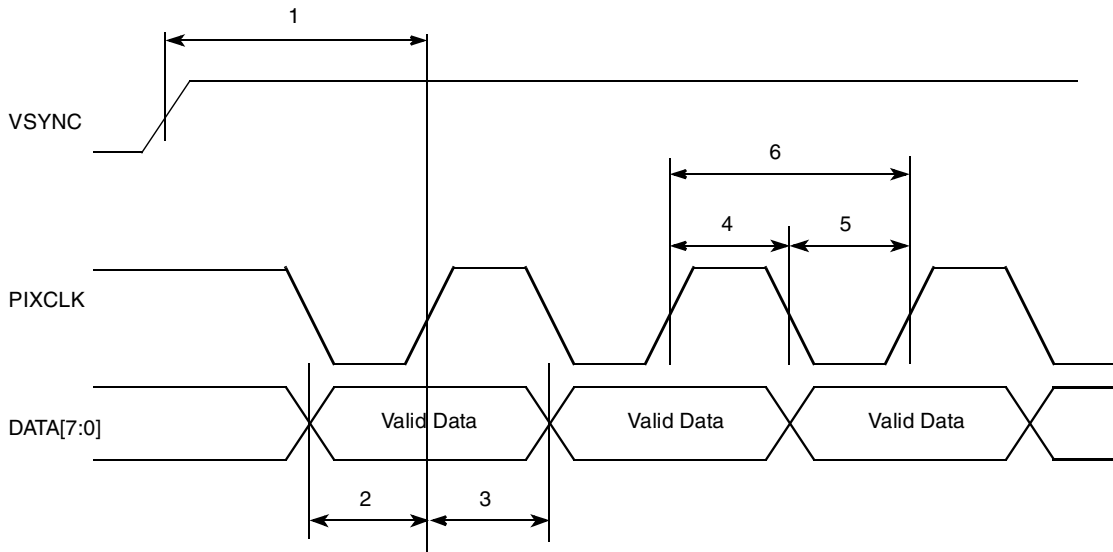 1
VSYNC
6
4 5
PIXCLK
DATA[7:0] Valid Data Valid Data Valid Data
2 3